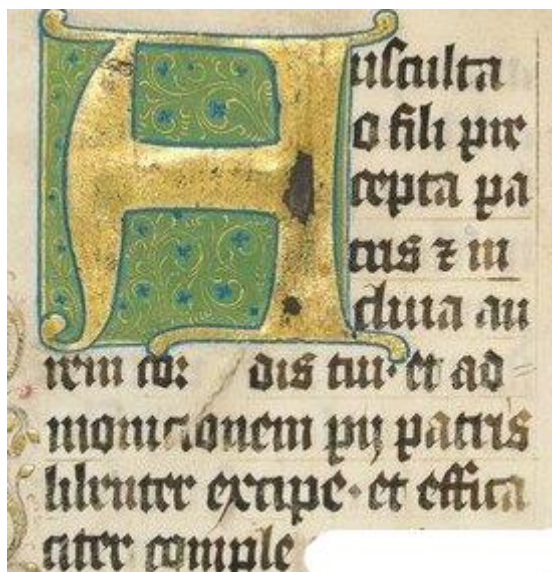 Ausculta
o fili pre
cepta pa
tris ⁊ in
clina au
rem cor dis tui· et ad=
monicionem pij patris
libenter excipe· et effica
citer comple